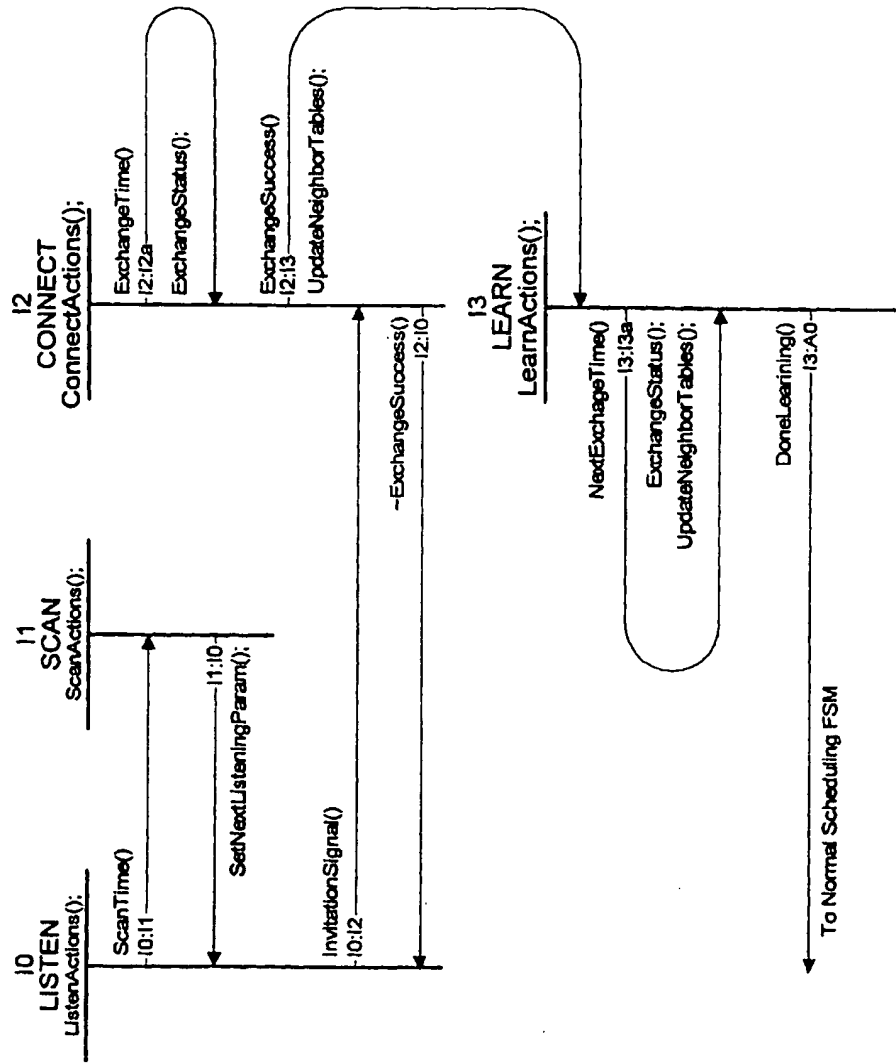 I0
LISTEN
ListenActions();
ScanTime()
I0:I1
I1:I0
SetNextListeningParam();
InvitationSignal()
I0:I2
~ExchangeSuccess()
I2:I0
I1
SCAN
ScanActions();
I2
CONNECT
ConnectActions();
ExchangeTime()
I2:I2a
ExchangeStatus();
ExchangeSuccess()
I2:I3
UpdateNeighborTables();
I3
LEARN
LearnActions();
NextExchageTime()
I3:I3a
ExchangeStatus();
UpdateNeighborTables();
DoneLearining()
I3:A0
To Normal Scheduling FSM